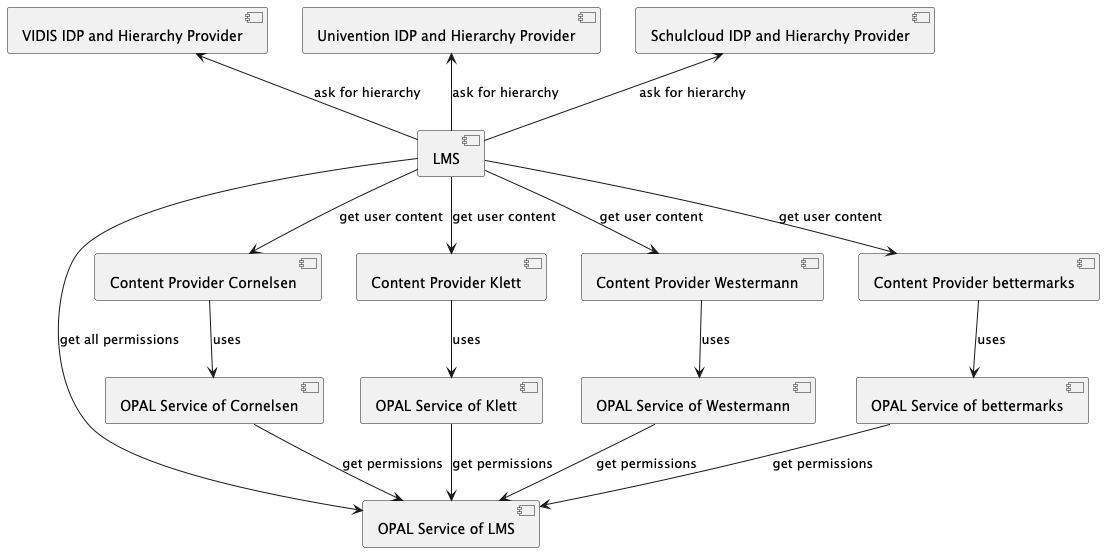 VIDIS IDP and Hierarchy Provider
Univention IDP and Hierarchy Provider
Schulcloud IDP and Hierarchy Provider
ask for hierarchy
ask for hierarchy
ask for hierarchy
LMS
get user content
get user content
get user content
get user content
Content Provider Cornelsen
Content Provider Klett
Content Provider Westermann
Content Provider bettermarks
get all permissions
uses
uses
uses
uses
OPAL Service of Cornelsen
OPAL Service of Klett
OPAL Service of Westermann
OPAL Service of bettermarks
get permissions
get permissions
get permissions
get permissions
OPAL Service of LMS